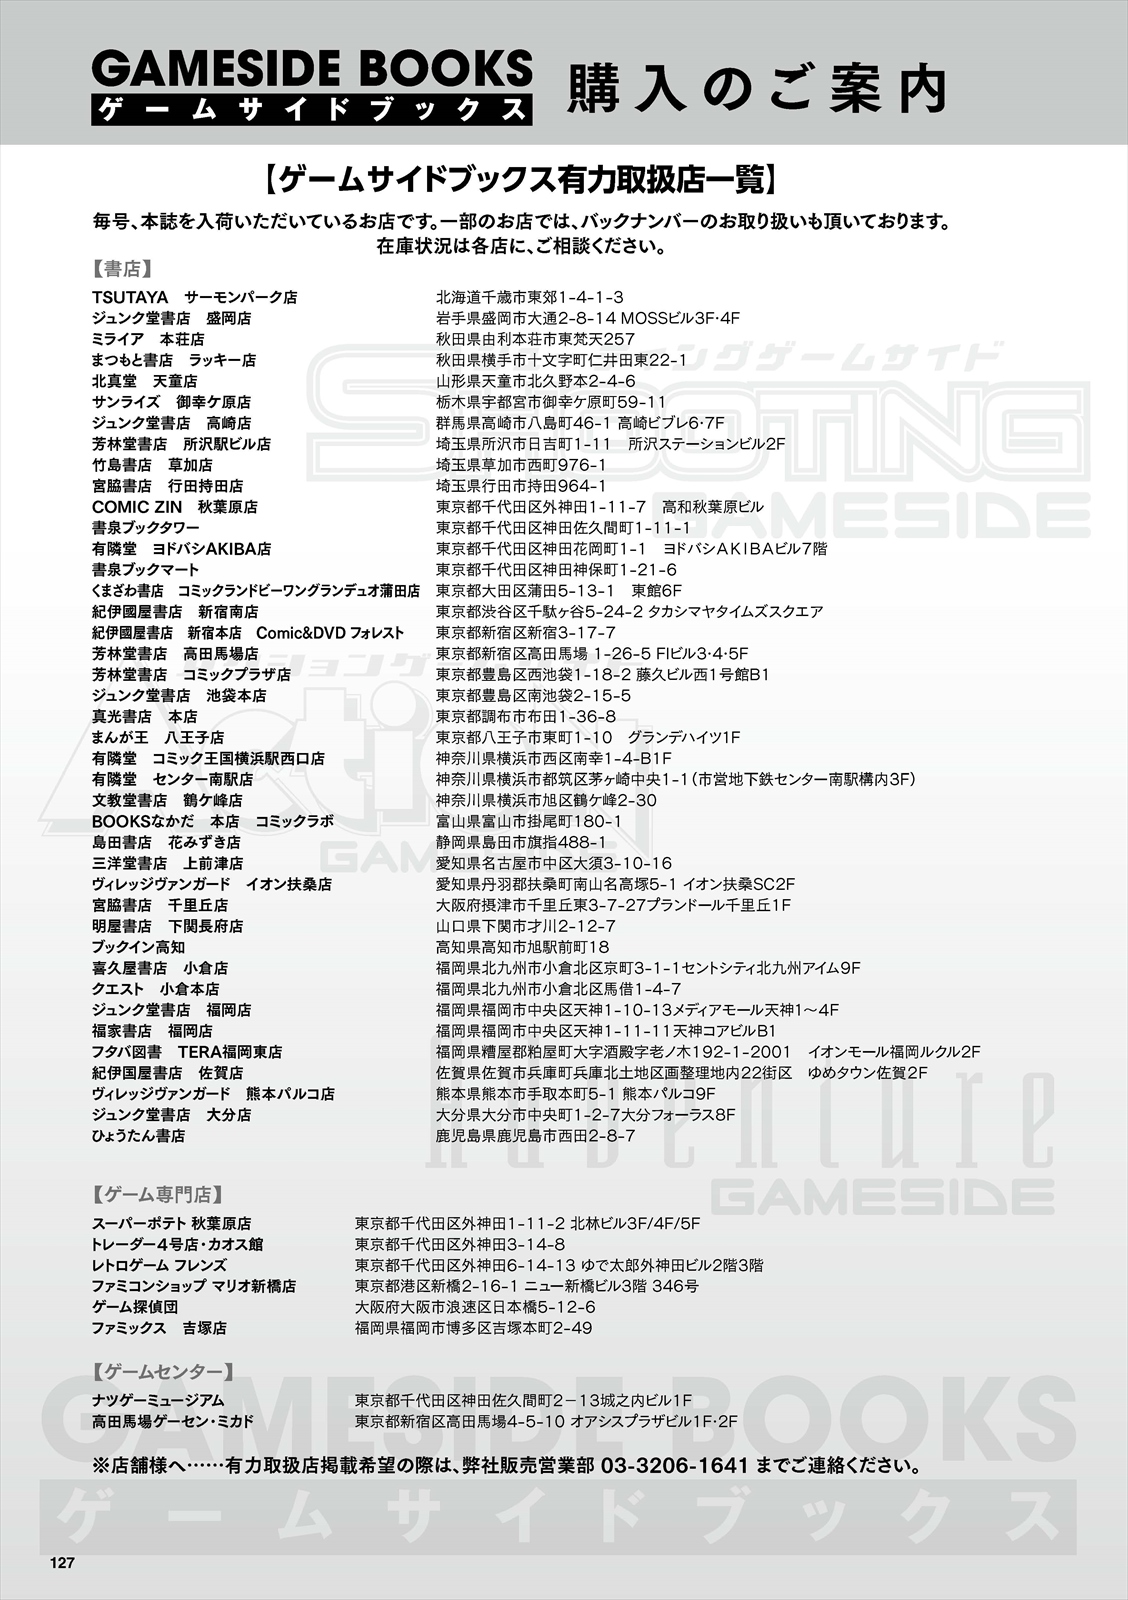 GAMESIDE BOOKS
ゲームサイドブックス
購入のご案内
【ゲームサイドブックス有力取扱店一覧】
毎号、本誌を入荷いただいているお店です。一部のお店では、バックナンバーのお取り扱いも頂いております。
在庫状況は各店に、ご相談ください。
【書店】
TSUTAYA　サーモンパーク店　北海道千歳市東郊1-4-1-3
ジュンク堂書店　盛岡店　岩手県盛岡市大通2-8-14 MOSSビル3F・4F
ミライア　本荘店　秋田県由利本荘市東梵天257
まつもと書店　ラッキー店　秋田県横手市十文字町仁井田東22-1
北真堂　天童店　山形県天童市北久野本2-4-6
サンライズ　御幸ケ原店　栃木県宇都宮市御幸ケ原町59-11
ジュンク堂書店　高崎店　群馬県高崎市八島町46-1 高崎ビブレ6・7F
芳林堂書店　所沢駅ビル店　埼玉県所沢市日吉町1-11　所沢ステーションビル2F
竹島書店　草加店　埼玉県草加市西町976-1
宮脇書店　行田持田店　埼玉県行田市持田964-1
COMIC ZIN　秋葉原店　東京都千代田区外神田1-11-7　高和秋葉原ビル
書泉ブックタワー　東京都千代田区神田佐久間町1-11-1
有隣堂　ヨドバシAKIBA店　東京都千代田区神田花岡町1-1　ヨドバシAKIBAビル7階
書泉ブックマート　東京都千代田区神田神保町1-21-6
くまざわ書店　コミックランドビーワングランデュオ蒲田店　東京都大田区蒲田5-13-1　東館6F
紀伊國屋書店　新宿南店　東京都渋谷区千駄ヶ谷5-24-2 タカシマヤタイムズスクエア
紀伊國屋書店　新宿本店　Comic&DVD フォレスト　東京都新宿区新宿3-17-7
芳林堂書店　高田馬場店　東京都新宿区高田馬場 1-26-5 FIビル3・4・5F
芳林堂書店　コミックプラザ店　東京都豊島区西池袋1-18-2 藤久ビル西1号館B1
ジュンク堂書店　池袋本店　東京都豊島区南池袋2-15-5
真光書店　本店　東京都調布市布田1-36-8
まんが王　八王子店　東京都八王子市東町1-10　グランデハイツ1F
有隣堂　コミック王国横浜駅西口店　神奈川県横浜市西区南幸1-4-B1F
有隣堂　センター南駅店　神奈川県横浜市都筑区茅ヶ崎中央1-1（市営地下鉄センター南駅構内3F）
文教堂書店　鶴ケ峰店　神奈川県横浜市旭区鶴ケ峰2-30
BOOKSなかだ　本店　コミックラボ　富山県富山市掛尾町180-1
島田書店　花みずき店　静岡県島田市旗指488-1
三洋堂書店　上前津店　愛知県名古屋市中区大須3-10-16
ヴィレッジヴァンガード　イオン扶桑店　愛知県丹羽郡扶桑町南山名高塚5-1 イオン扶桑SC2F
宮脇書店　千里丘店　大阪府摂津市千里丘東3-7-27プランドール千里丘1F
明屋書店　下関長府店　山口県下関市才川2-12-7
ブックイン高知　高知県高知市旭駅前町18
喜久屋書店　小倉店　福岡県北九州市小倉北区京町3-1-1セントシティ北九州アイム9F
クエスト　小倉本店　福岡県北九州市小倉北区馬借1-4-7
ジュンク堂書店　福岡店　福岡県福岡市中央区天神1-10-13メディアモール天神1～4F
福家書店　福岡店　福岡県福岡市中央区天神1-11-11天神コアビルB1
フタバ図書　TERA福岡東店　福岡県糟屋郡粕屋町大字酒殿字老ノ木192-1-2001　イオンモール福岡ルクル2F
紀伊国屋書店　佐賀店　佐賀県佐賀市兵庫町兵庫北土地区画整理地内22街区　ゆめタウン佐賀2F
ヴィレッジヴァンガード　熊本パルコ店　熊本県熊本市手取本町5-1 熊本パルコ9F
ジュンク堂書店　大分店　大分県大分市中央町1-2-7大分フォーラス8F
ひょうたん書店　鹿児島県鹿児島市西田2-8-7
【ゲーム専門店】
スーパーポテト 秋葉原店　東京都千代田区外神田1-11-2 北林ビル3F/4F/5F
トレーダー4号店・カオス館　東京都千代田区外神田3-14-8
レトロゲーム フレンズ　東京都千代田区外神田6-14-13 ゆで太郎外神田ビル2階3階
ファミコンショップ マリオ新橋店　東京都港区新橋2-16-1 ニュー新橋ビル3階 346号
ゲーム探偵団　大阪府大阪市浪速区日本橋5-12-6
ファミックス　吉塚店　福岡県福岡市博多区吉塚本町2-49
【ゲームセンター】
ナツゲーミュージアム　東京都千代田区神田佐久間町2－13城之内ビル1F
高田馬場ゲーセン・ミカド　東京都新宿区高田馬場4-5-10 オアシスプラザビル1F・2F
※店舗様へ……有力取扱店掲載希望の際は、弊社販売営業部 03-3206-1641 までご連絡ください。
GAMESIDE BOOKS
ゲームサイドブックス
127